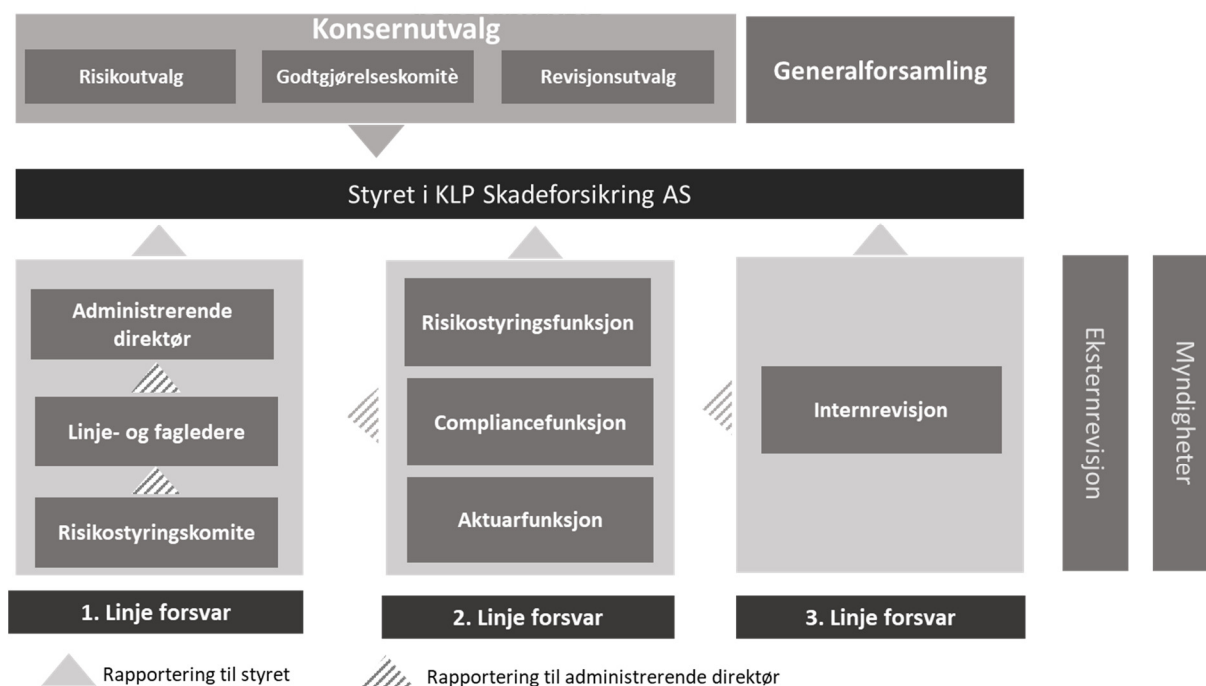 Konsernutvalg
Risikoutvalg
Godtgjørelseskomitè
Revisjonsutvalg
Generalforsamling
Styret i KLP Skadeforsikring AS
Administrerende
direktør
Linje- og fagledere
Risikostyringskomite
1. Linje forsvar
Risikostyringsfunksjon
Compliancefunksjon
Aktuarfunksjon
2. Linje forsvar
Internrevisjon
3. Linje forsvar
Eksternrevisjon
Myndigheter
Rapportering til styret
Rapportering til administrerende direktør